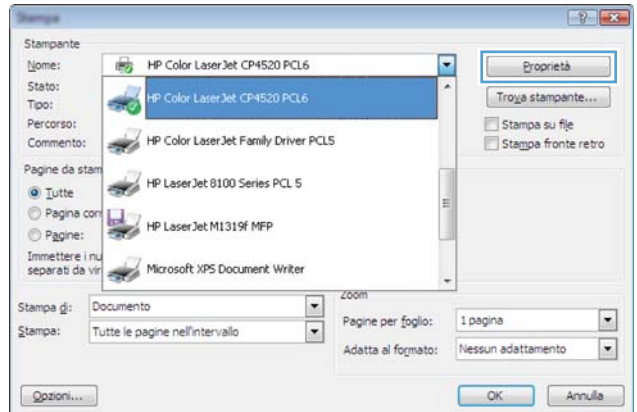 Stampa
Stampante
Nome: HP Color LaserJet CP4520 PCL6
Proprietà
Stato:
HP Color LaserJet CP4520 PCL6
Trova stampante...
Tipo:
Percorso:
Stampa su file
Commento:
HP Color LaserJet Family Driver PCL5
Stampa fronte retro
Pagine da stam
HP LaserJet 8100 Series PCL 5
Tutte
Pagina corr
HP LaserJet M1319f MFP
Pagine:
Immettere i nu
separati da vir
Microsoft XPS Document Writer
Zoom
Stampa di: Documento
Pagine per foglio: 1 pagina
Stampa: Tutte le pagine nell'intervallo
Adatta al formato: Nessun adattamento
Opzioni...
OK
Annulla